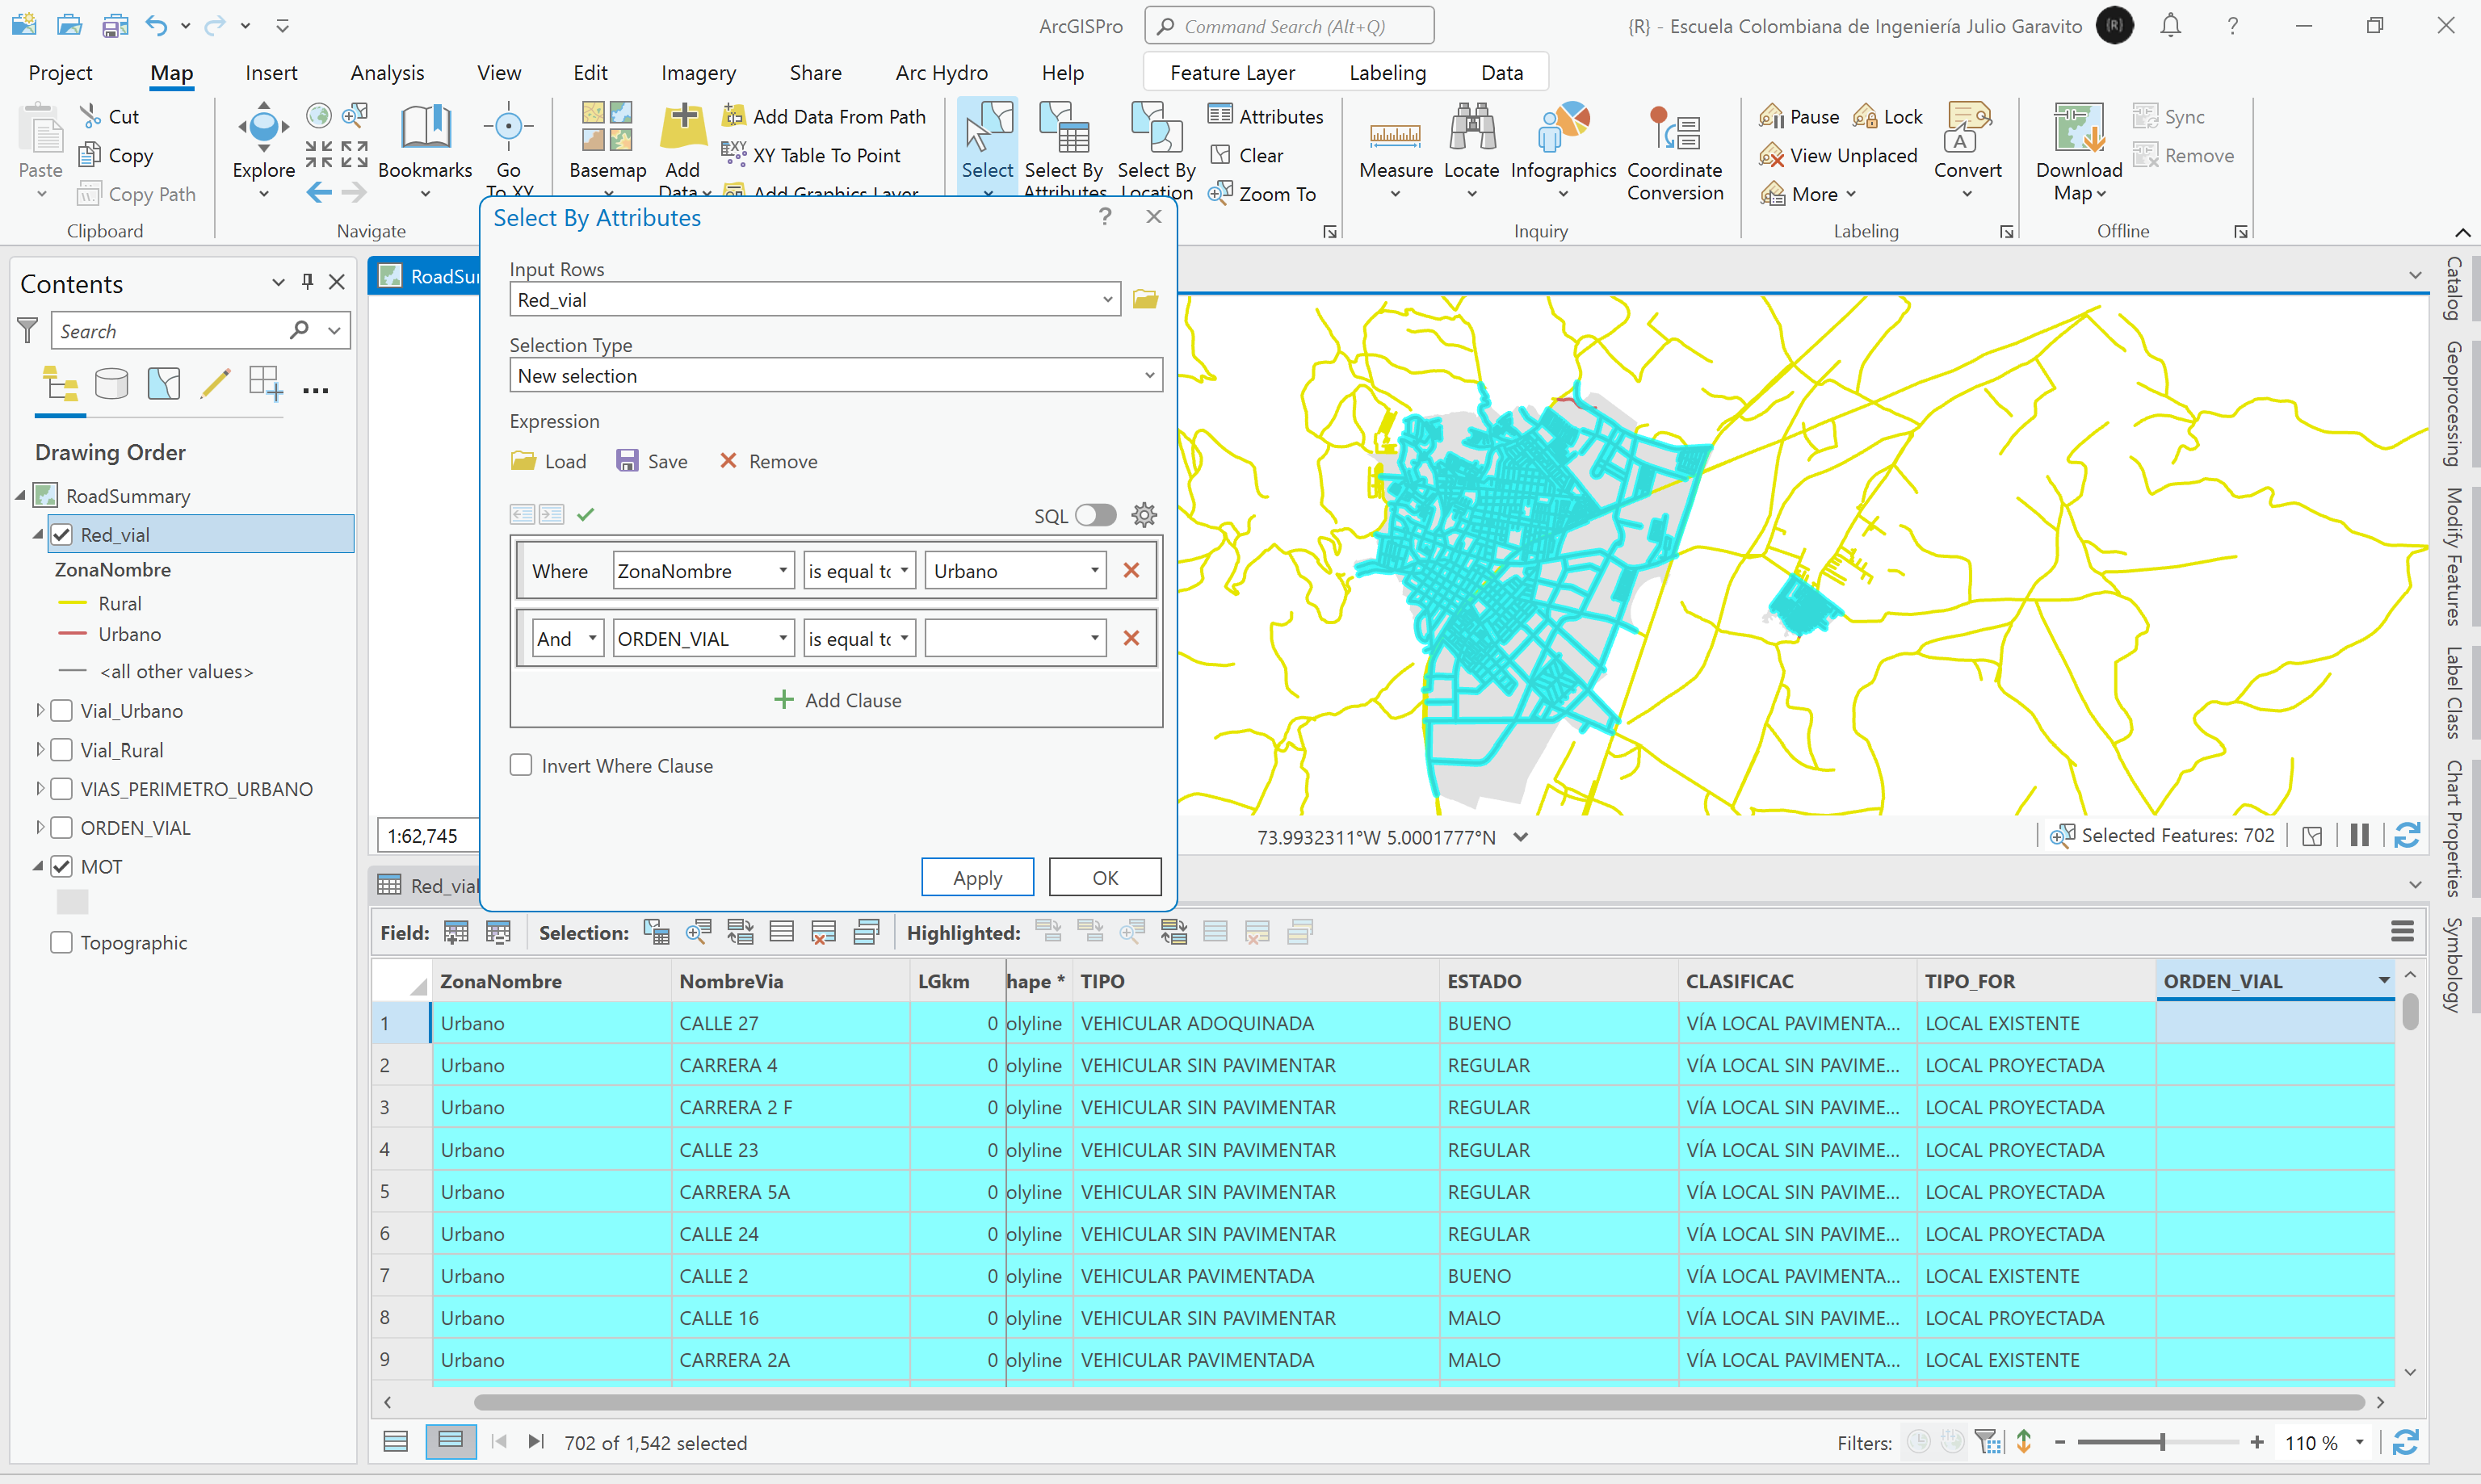 ArcGISPro
Command Search (Alt+Q)
{R} - Escuela Colombiana de Ingeniería Julio Garavito
{R}
?
Project
Map
Insert
Analysis
View
Edit
Imagery
Share
Arc Hydro
Help
Feature Layer
Labeling
Data
Paste
Cut
Copy
Copy Path
Clipboard
Explore
Bookmarks
Go
To XY
Navigate
Basemap
Add
Data
Add Data From Path
XY Table To Point
Add Graphics Layer
Select
Select By
Attributes
Select By
Location
Attributes
Clear
Zoom To
Measure
Locate
Infographics
Coordinate
Conversion
Inquiry
Pause
Lock
View Unplaced
More
Convert
Labeling
Download
Map
Sync
Remove
Offline
Contents
Search
Drawing Order
RoadSummary
Red_vial
ZonaNombre
Rural
Urbano
<all other values>
Vial_Urbano
Vial_Rural
VIAS_PERIMETRO_URBANO
ORDEN_VIAL
MOT
Topographic
RoadSu
Select By Attributes
?
Input Rows
Red_vial
Selection Type
New selection
Expression
Load
Save
Remove
SQL
Where
ZonaNombre
is equal to
Urbano
And
ORDEN_VIAL
is equal to
Add Clause
Invert Where Clause
Apply
OK
1:62,745
73.9932311°W 5.0001777°N
Selected Features: 702
Catalog
Geoprocessing
Modify Features
Label Class
Chart Properties
Symbology
Red_vial
Field:
Selection:
Highlighted:
ZonaNombre NombreVia LGkm hape * TIPO ESTADO CLASIFICAC TIPO_FOR ORDEN_VIAL
1 Urbano CALLE 27 0 olyline VEHICULAR ADOQUINADA BUENO VÍA LOCAL PAVIMENTA... LOCAL EXISTENTE
2 Urbano CARRERA 4 0 olyline VEHICULAR SIN PAVIMENTAR REGULAR VÍA LOCAL SIN PAVIME... LOCAL PROYECTADA
3 Urbano CARRERA 2 F 0 olyline VEHICULAR SIN PAVIMENTAR REGULAR VÍA LOCAL SIN PAVIME... LOCAL PROYECTADA
4 Urbano CALLE 23 0 olyline VEHICULAR SIN PAVIMENTAR REGULAR VÍA LOCAL SIN PAVIME... LOCAL PROYECTADA
5 Urbano CARRERA 5A 0 olyline VEHICULAR SIN PAVIMENTAR REGULAR VÍA LOCAL SIN PAVIME... LOCAL PROYECTADA
6 Urbano CALLE 24 0 olyline VEHICULAR SIN PAVIMENTAR REGULAR VÍA LOCAL SIN PAVIME... LOCAL PROYECTADA
7 Urbano CALLE 2 0 olyline VEHICULAR PAVIMENTADA BUENO VÍA LOCAL PAVIMENTA... LOCAL EXISTENTE
8 Urbano CALLE 16 0 olyline VEHICULAR SIN PAVIMENTAR MALO VÍA LOCAL SIN PAVIME... LOCAL PROYECTADA
9 Urbano CARRERA 2A 0 olyline VEHICULAR PAVIMENTADA MALO VÍA LOCAL PAVIMENTA... LOCAL EXISTENTE
702 of 1,542 selected
Filters:
110 %